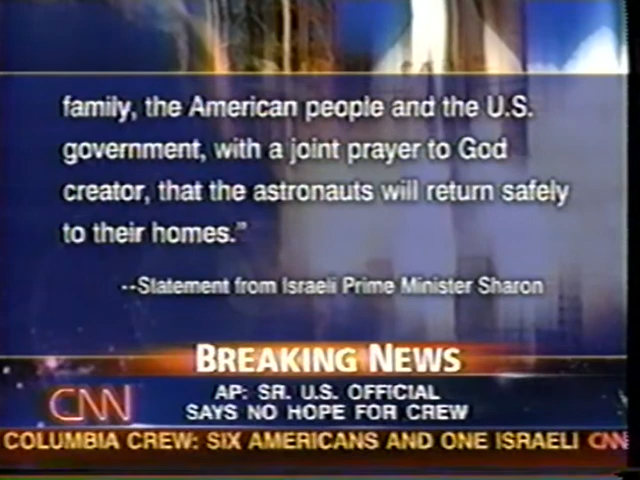 family, the American people and the U.S.
government, with a joint prayer to God
creator, that the astronauts will return safely
to their homes."
--Statement from Israeli Prime Minister Sharon
BREAKING NEWS
CNN
AP: SR. U.S. OFFICIAL
SAYS NO HOPE FOR CREW
COLUMBIA CREW: SIX AMERICANS AND ONE ISRAELI CNN